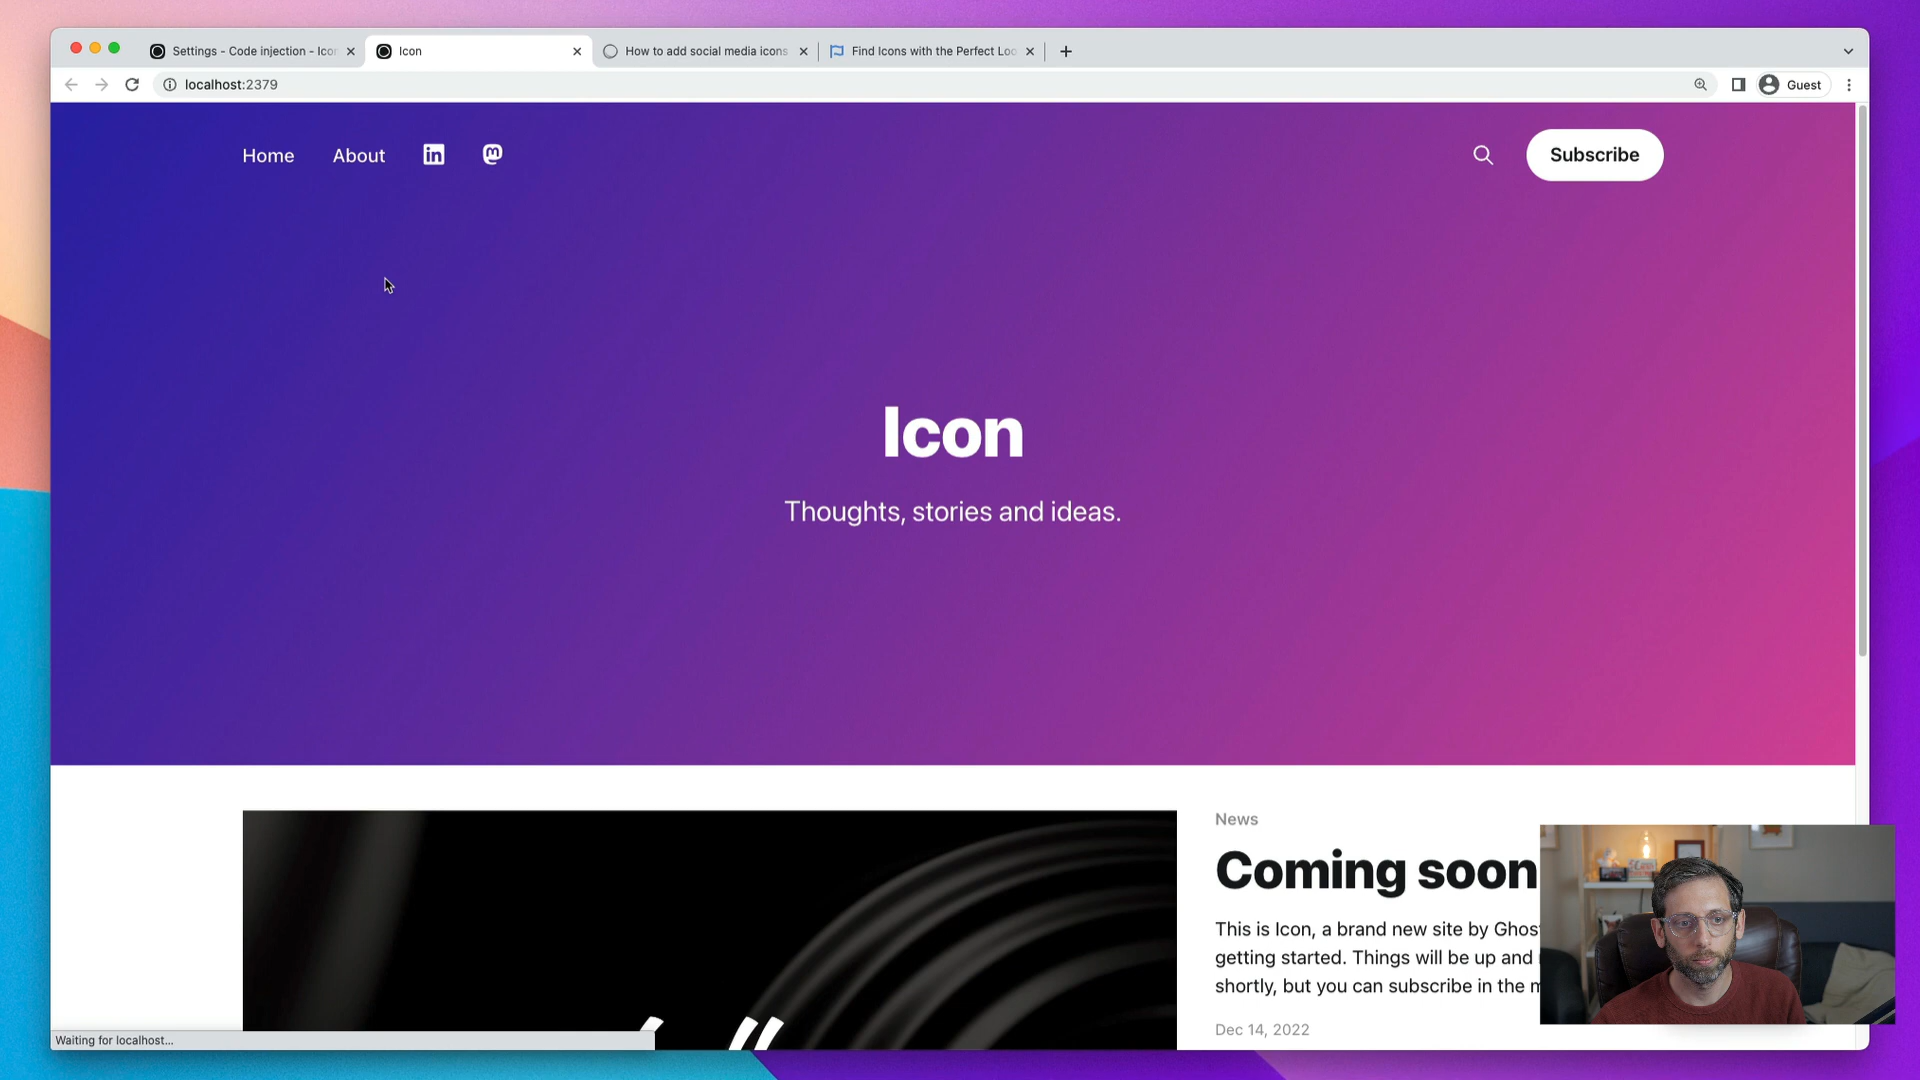 Settings - Code injection - Icon
Icon
How to add social media icons
Find Icons with the Perfect Loo
localhost:2379
Guest
Home
About
in
m
Subscribe
Icon
Thoughts, stories and ideas.
News
Coming soon
This is Icon, a brand new site by Ghos
getting started. Things will be up and
shortly, but you can subscribe in the
Dec 14, 2022
Waiting for localhost...